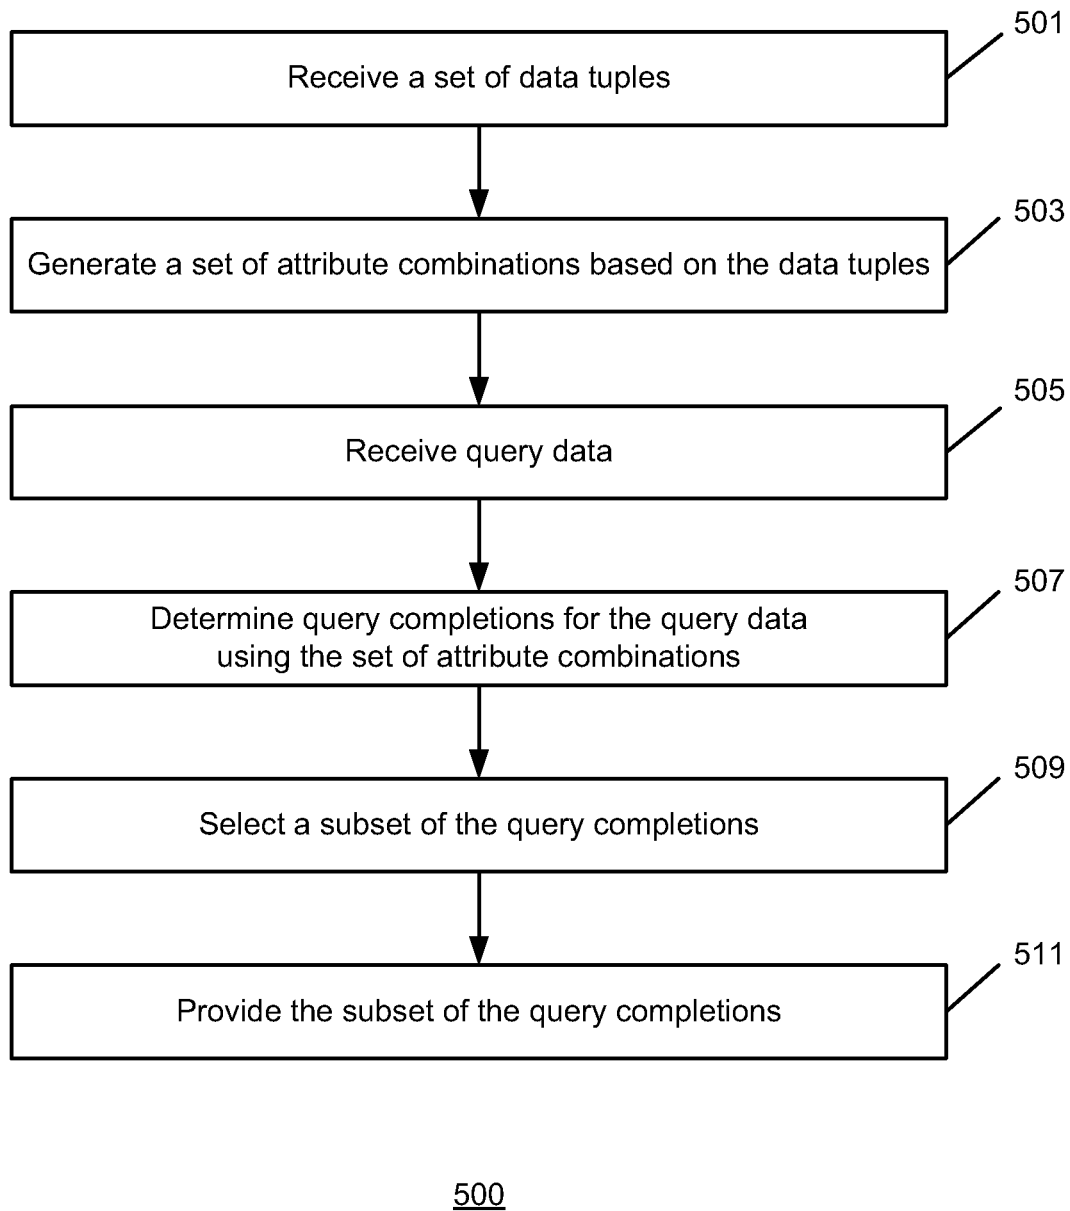 501
Receive a set of data tuples
503
Generate a set of attribute combinations based on the data tuples
505
Receive query data
507
Determine query completions for the query data
using the set of attribute combinations
509
Select a subset of the query completions
511
Provide the subset of the query completions
500